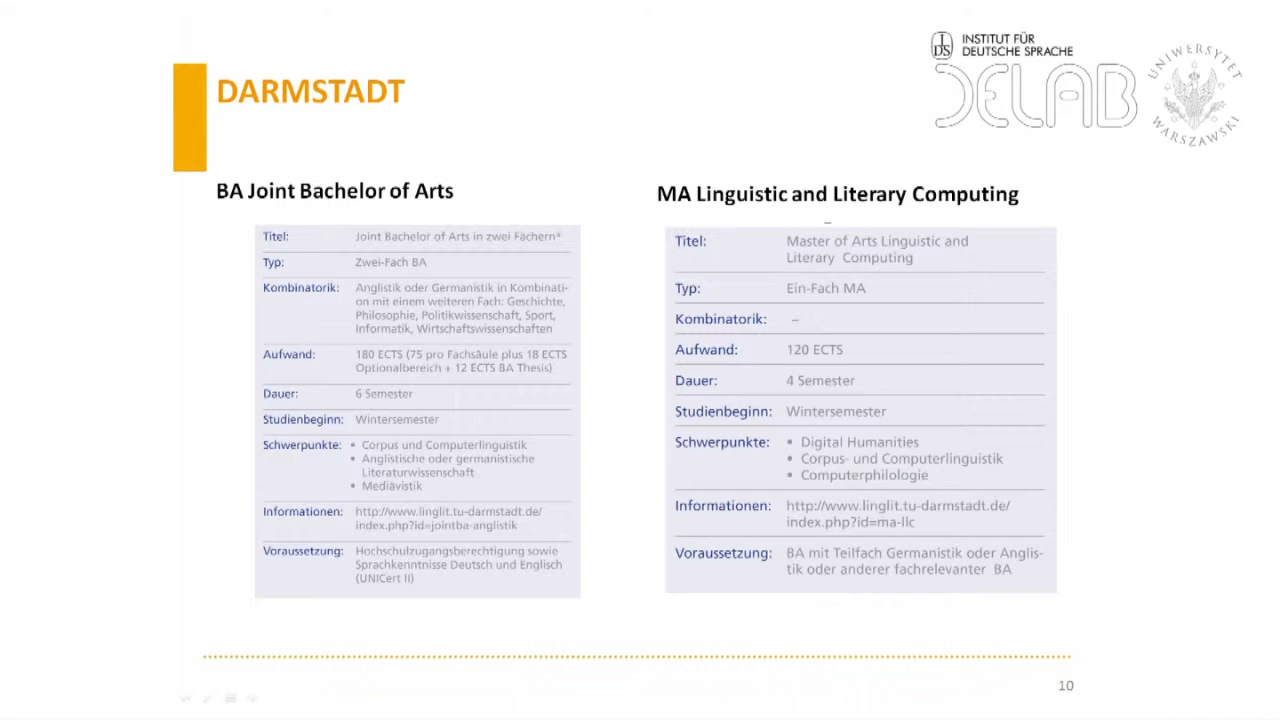 INSTITUT FÜR
DEUTSCHE SPRACHE
IDS
DELAB
UNIWERSYTET
WARSZAWSKI
DARMSTADT
BA Joint Bachelor of Arts
Titel: Joint Bachelor of Arts in zwei Fächern*
Typ: Zwei-Fach BA
Kombinatorik: Anglistik oder Germanistik in Kombinati-
on mit einem weiteren Fach: Geschichte,
Philosophie, Politikwissenschaft, Sport,
Informatik, Wirtschaftswissenschaften
Aufwand: 180 ECTS (75 pro Fachsäule plus 18 ECTS
Optionalbereich + 12 ECTS BA Thesis)
Dauer: 6 Semester
Studienbeginn: Wintersemester
Schwerpunkte: • Corpus und Computerlinguistik
• Anglistische oder germanistische
Literaturwissenschaft
• Mediävistik
Informationen: http://www.linglit.tu-darmstadt.de/
index.php?id=jointba-anglistik
Voraussetzung: Hochschulzugangsberechtigung sowie
Sprachkenntnisse Deutsch und Englisch
(UNICert II)
MA Linguistic and Literary Computing
Titel: Master of Arts Linguistic and
Literary Computing
Typ: Ein-Fach MA
Kombinatorik: –
Aufwand: 120 ECTS
Dauer: 4 Semester
Studienbeginn: Wintersemester
Schwerpunkte: • Digital Humanities
• Corpus- und Computerlinguistik
• Computerphilologie
Informationen: http://www.linglit.tu-darmstadt.de/
index.php?id=ma-llc
Voraussetzung: BA mit Teilfach Germanistik oder Anglis-
tik oder anderer fachrelevanter BA
10